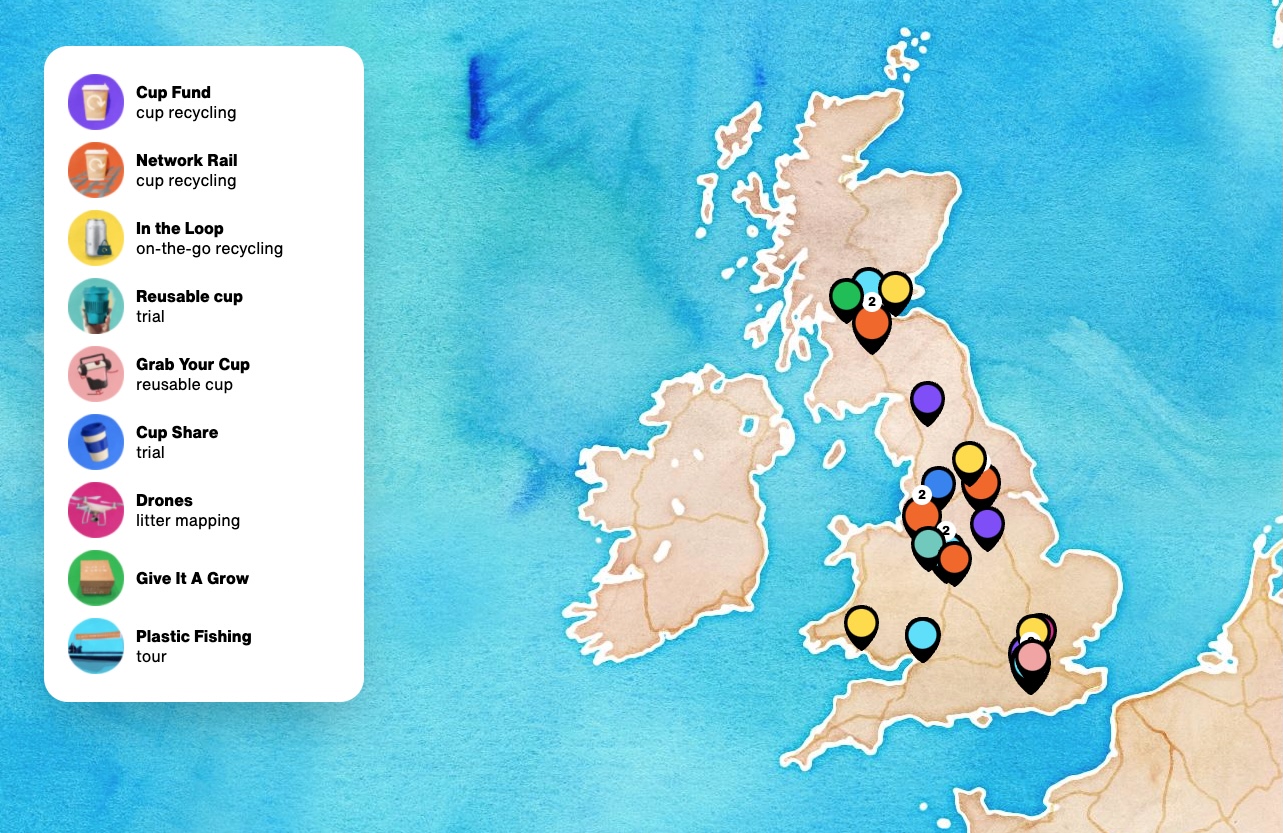 Cup Fund
cup recycling
Network Rail
cup recycling
In the Loop
on-the-go recycling
Reusable cup
trial
Grab Your Cup
reusable cup
Cup Share
trial
Drones
litter mapping
Give It A Grow
Plastic Fishing
tour
2
2
2